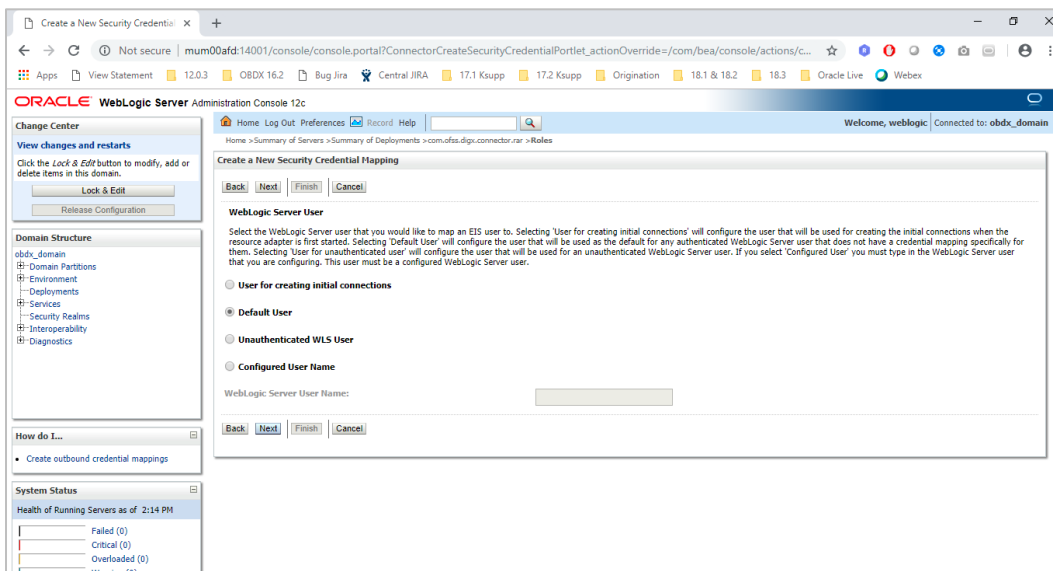 Create a New Security Credential
Not secure | mum00afd:14001/console/console.portal?ConnectorCreateSecurityCredentialPortlet_actionOverride=/com/bea/console/actions/c...
Apps View Statement 12.0.3 OBDX 16.2 Bug Jira Central JIRA 17.1 Ksupp 17.2 Ksupp Origination 18.1 & 18.2 18.3 Oracle Live Webex
ORACLE WebLogic Server Administration Console 12c
Change Center
View changes and restarts
Click the Lock & Edit button to modify, add or
delete items in this domain.
Lock & Edit
Release Configuration
Domain Structure
obdx_domain
Domain Partitions
Environment
Deployments
Services
Security Realms
Interoperability
Diagnostics
How do I...
Create outbound credential mappings
System Status
Health of Running Servers as of 2:14 PM
Failed (0)
Critical (0)
Overloaded (0)
Home Log Out Preferences Record Help
Welcome, weblogic Connected to: obdx_domain
Home >Summary of Servers >Summary of Deployments >com.ofss.digx.connector.rar >Roles
Create a New Security Credential Mapping
Back Next Finish Cancel
WebLogic Server User
Select the WebLogic Server user that you would like to map an EIS user to. Selecting 'User for creating initial connections' will configure the user that will be used for creating the initial connections when the
resource adapter is first started. Selecting 'Default User' will configure the user that will be used as the default for any authenticated WebLogic Server user that does not have a credential mapping specifically for
them. Selecting 'User for unauthenticated user' will configure the user that will be used for an unauthenticated WebLogic Server user. If you select 'Configured User' you must type in the WebLogic Server user
that you are configuring. This user must be a configured WebLogic Server user.
User for creating initial connections
Default User
Unauthenticated WLS User
Configured User Name
WebLogic Server User Name:
Back Next Finish Cancel